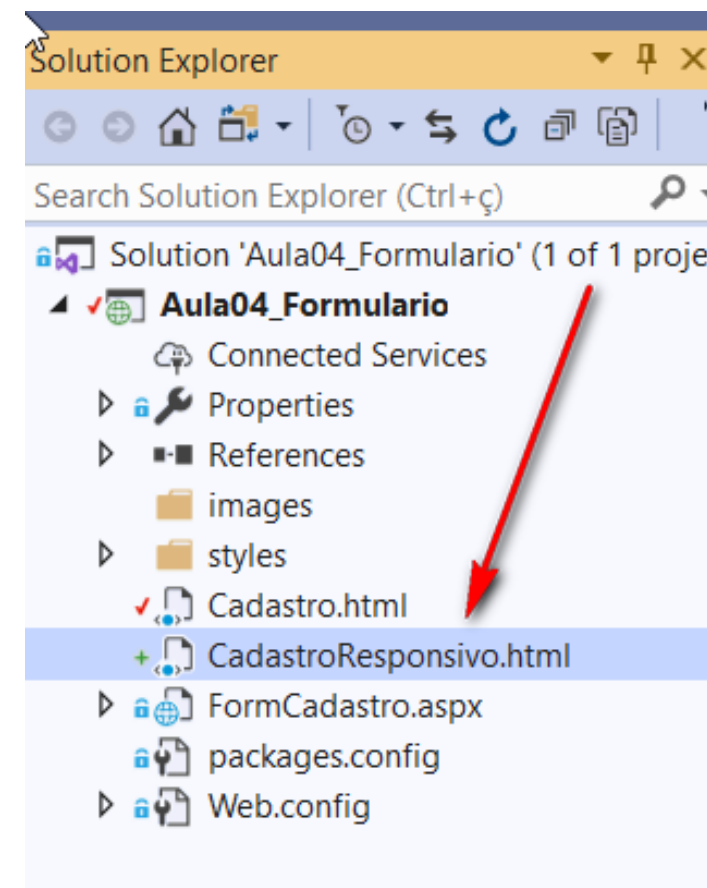 Solution Explorer
Search Solution Explorer (Ctrl+ç)
Solution 'Aula04_Formulario' (1 of 1 proje
Aula04_Formulario
Connected Services
Properties
References
images
styles
Cadastro.html
CadastroResponsivo.html
FormCadastro.aspx
packages.config
Web.config